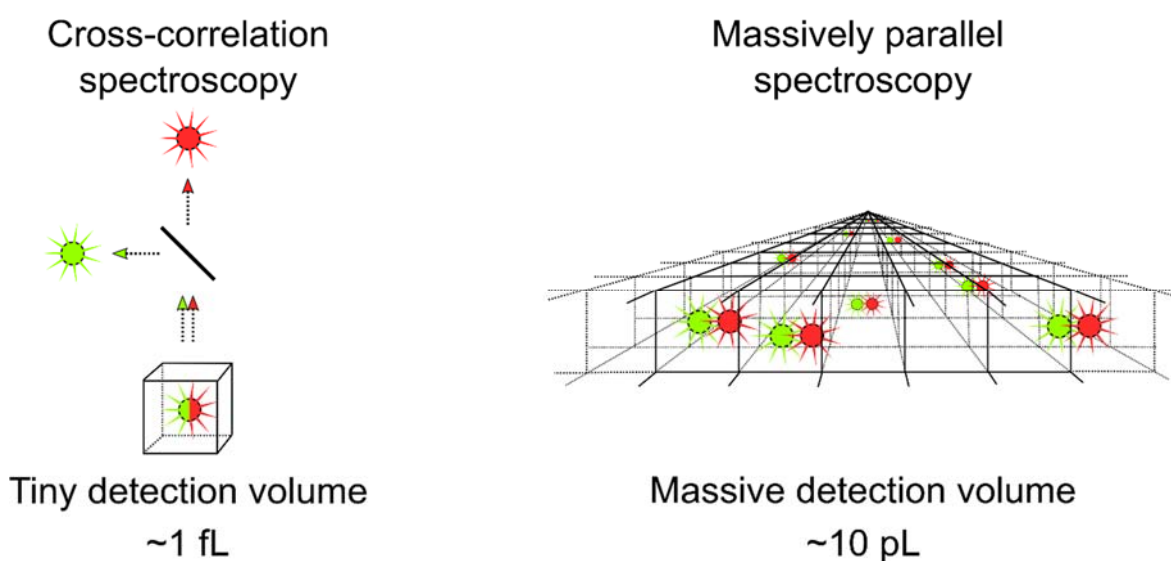 Cross-correlation
spectroscopy
Tiny detection volume
~1 fL
Massively parallel
spectroscopy
Massive detection volume
~10 pL